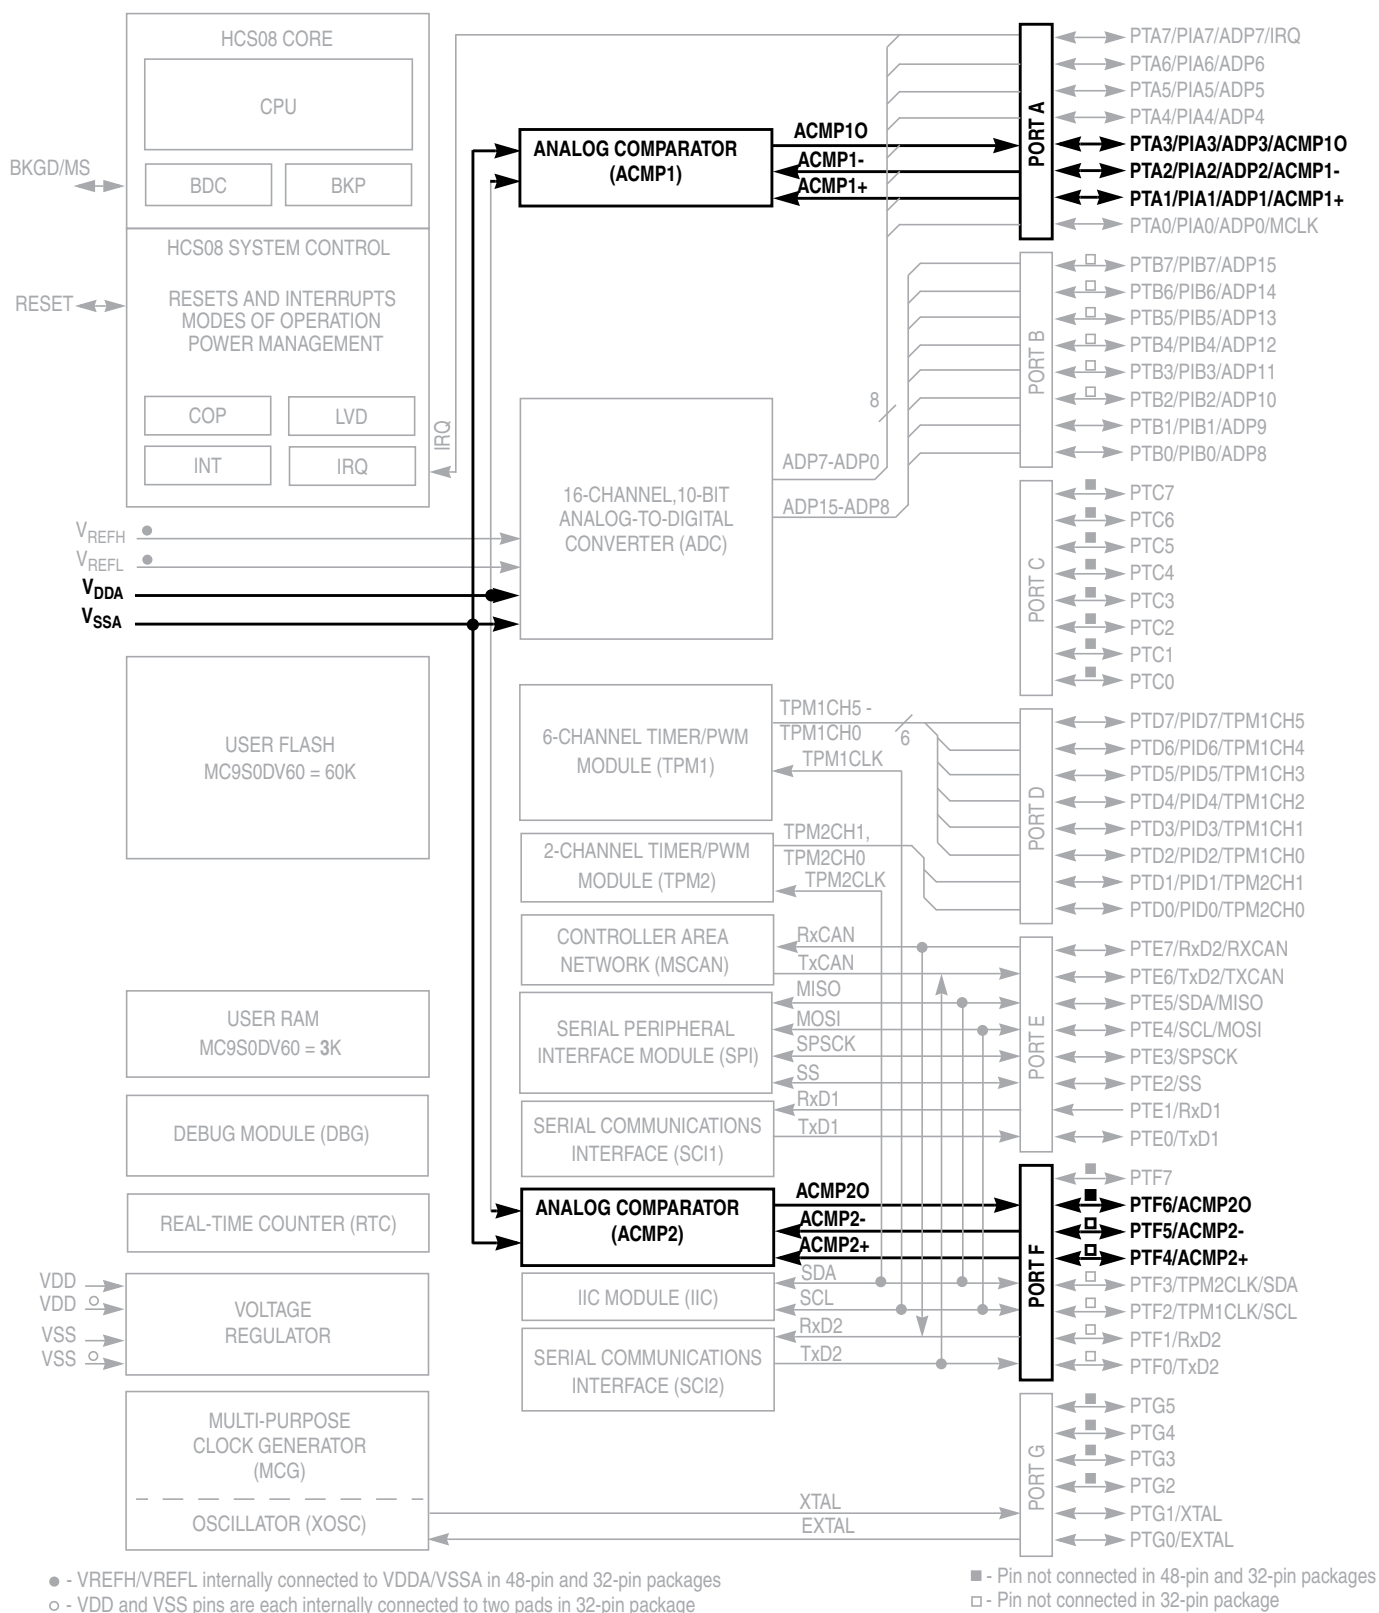 HCS08 CORE
CPU
BDC
BKP
BKGD/MS
HCS08 SYSTEM CONTROL
RESETS AND INTERRUPTS
MODES OF OPERATION
POWER MANAGEMENT
RESET
COP
LVD
INT
IRQ
IRQ
ANALOG COMPARATOR
(ACMP1)
ACMP1O
ACMP1-
ACMP1+
PORT A
PTA7/PIA7/ADP7/IRQ
PTA6/PIA6/ADP6
PTA5/PIA5/ADP5
PTA4/PIA4/ADP4
PTA3/PIA3/ADP3/ACMP1O
PTA2/PIA2/ADP2/ACMP1-
PTA1/PIA1/ADP1/ACMP1+
PTA0/PIA0/ADP0/MCLK
PORT B
PTB7/PIB7/ADP15
PTB6/PIB6/ADP14
PTB5/PIB5/ADP13
PTB4/PIB4/ADP12
PTB3/PIB3/ADP11
PTB2/PIB2/ADP10
PTB1/PIB1/ADP9
PTB0/PIB0/ADP8
8
ADP7-ADP0
ADP15-ADP8
16-CHANNEL,10-BIT
ANALOG-TO-DIGITAL
CONVERTER (ADC)
VREFH
VREFL
VDDA
VSSA
PORT C
PTC7
PTC6
PTC5
PTC4
PTC3
PTC2
PTC1
PTC0
USER FLASH
MC9S0DV60 = 60K
6-CHANNEL TIMER/PWM
MODULE (TPM1)
TPM1CH5 -
TPM1CH0
6
TPM1CLK
2-CHANNEL TIMER/PWM
MODULE (TPM2)
TPM2CH1,
TPM2CH0
TPM2CLK
PORT D
PTD7/PID7/TPM1CH5
PTD6/PID6/TPM1CH4
PTD5/PID5/TPM1CH3
PTD4/PID4/TPM1CH2
PTD3/PID3/TPM1CH1
PTD2/PID2/TPM1CH0
PTD1/PID1/TPM2CH1
PTD0/PID0/TPM2CH0
CONTROLLER AREA
NETWORK (MSCAN)
RxCAN
TxCAN
USER RAM
MC9S0DV60 = 3K
SERIAL PERIPHERAL
INTERFACE MODULE (SPI)
MISO
MOSI
SPSCK
SS
SERIAL COMMUNICATIONS
INTERFACE (SCI1)
RxD1
TxD1
PORT E
PTE7/RxD2/RXCAN
PTE6/TxD2/TXCAN
PTE5/SDA/MISO
PTE4/SCL/MOSI
PTE3/SPSCK
PTE2/SS
PTE1/RxD1
PTE0/TxD1
DEBUG MODULE (DBG)
REAL-TIME COUNTER (RTC)
ANALOG COMPARATOR
(ACMP2)
ACMP2O
ACMP2-
ACMP2+
IIC MODULE (IIC)
SDA
SCL
SERIAL COMMUNICATIONS
INTERFACE (SCI2)
RxD2
TxD2
PORT F
PTF7
PTF6/ACMP2O
PTF5/ACMP2-
PTF4/ACMP2+
PTF3/TPM2CLK/SDA
PTF2/TPM1CLK/SCL
PTF1/RxD2
PTF0/TxD2
VDD
VDD
VSS
VSS
VOLTAGE
REGULATOR
MULTI-PURPOSE
CLOCK GENERATOR
(MCG)
OSCILLATOR (XOSC)
XTAL
EXTAL
PORT G
PTG5
PTG4
PTG3
PTG2
PTG1/XTAL
PTG0/EXTAL
● - VREFH/VREFL internally connected to VDDA/VSSA in 48-pin and 32-pin packages
○ - VDD and VSS pins are each internally connected to two pads in 32-pin package
■ - Pin not connected in 48-pin and 32-pin packages
□ - Pin not connected in 32-pin package